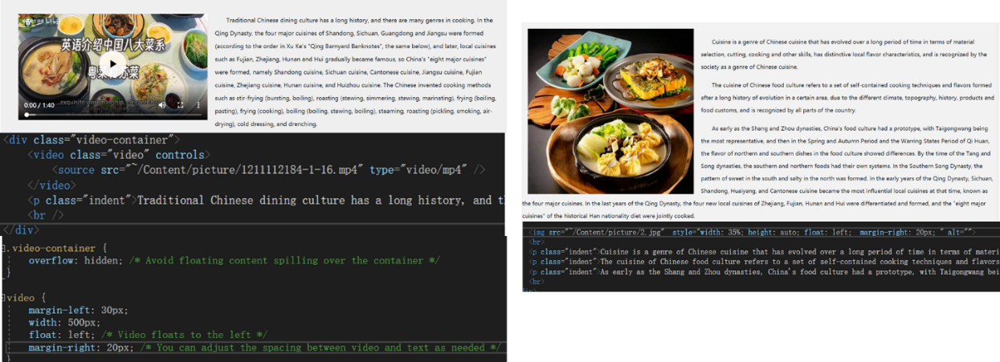 英语介绍中国八大菜系
粤菜和苏菜
0:00 / 1:40
Traditional Chinese dining culture has a long history, and there are many genres in cooking. In the
Qing Dynasty, the four major cuisines of Shandong, Sichuan, Guangdong and Jiangsu were formed
(according to the order in Xu Ke's "Qing Barnyard Banknotes", the same below), and later, local cuisines
such as Fujian, Zhejiang, Hunan and Hui gradually became famous, so China's "eight major cuisines"
were formed, namely Shandong cuisine, Sichuan cuisine, Cantonese cuisine, Jiangsu cuisine, Fujian
cuisine, Zhejiang cuisine, Hunan cuisine, and Huizhou cuisine. The Chinese invented cooking methods
such as stir-frying (bursting, boiling), roasting (stewing, simmering, stewing, marinating), frying (boiling,
pasting), frying (cooking), boiling (boiling, stewing, boiling), steaming, roasting (pickling, smoking, air-
drying), cold dressing, and drenching.
<div class="video-container">
<video class="video" controls>
<source src="~/Content/picture/1211112184-1-16.mp4" type="video/mp4" />
</video>
<p class="indent">Traditional Chinese dining culture has a long history, and th
<br />
</div>
.video-container {
overflow: hidden; /* Avoid floating content spilling over the container */
}
video {
margin-left: 30px;
width: 500px;
float: left; /* Video floats to the left */
margin-right: 20px; /* You can adjust the spacing between video and text as needed */
}
Cuisine is a genre of Chinese cuisine that has evolved over a long period of time in terms of material
selection, cutting, cooking and other skills, has distinctive local flavor characteristics, and is recognized by the
society as a genre of Chinese cuisine.
The cuisine of Chinese food culture refers to a set of self-contained cooking techniques and flavors formed
after a long history of evolution in a certain area, due to the different climate, topography, history, products and
food customs, and is recognized by all parts of the country.
As early as the Shang and Zhou dynasties, China's food culture had a prototype, with Taigongwang being
the most representative, and then in the Spring and Autumn Period and the Warring States Period of Qi Huan,
the flavor of northern and southern dishes in the food culture showed differences. By the time of the Tang and
Song dynasties, the southern and northern foods had their own systems. In the Southern Song Dynasty, the
pattern of sweet in the south and salty in the north was formed. In the early years of the Qing Dynasty, Sichuan,
Shandong, Huaiyang, and Cantonese cuisine became the most influential local cuisines at that time, known as
the four major cuisines. In the last years of the Qing Dynasty, the four new local cuisines of Zhejiang, Fujian, Hunan and Hui were differentiated and formed, and the "eight major
cuisines" of the historical Han nationality diet were jointly cooked.
<img src="~/Content/picture/2.jpg" style="width: 35%; height: auto; float: left; margin-right: 20px; " alt="">
<br>
<p class="indent">Cuisine is a genre of Chinese cuisine that has evolved over a long period of time in terms of materi
<p class="indent">The cuisine of Chinese food culture refers to a set of self-contained cooking techniques and flavors
<p class="indent">As early as the Shang and Zhou dynasties, China's food culture had a prototype, with Taigongwang bei
<br>